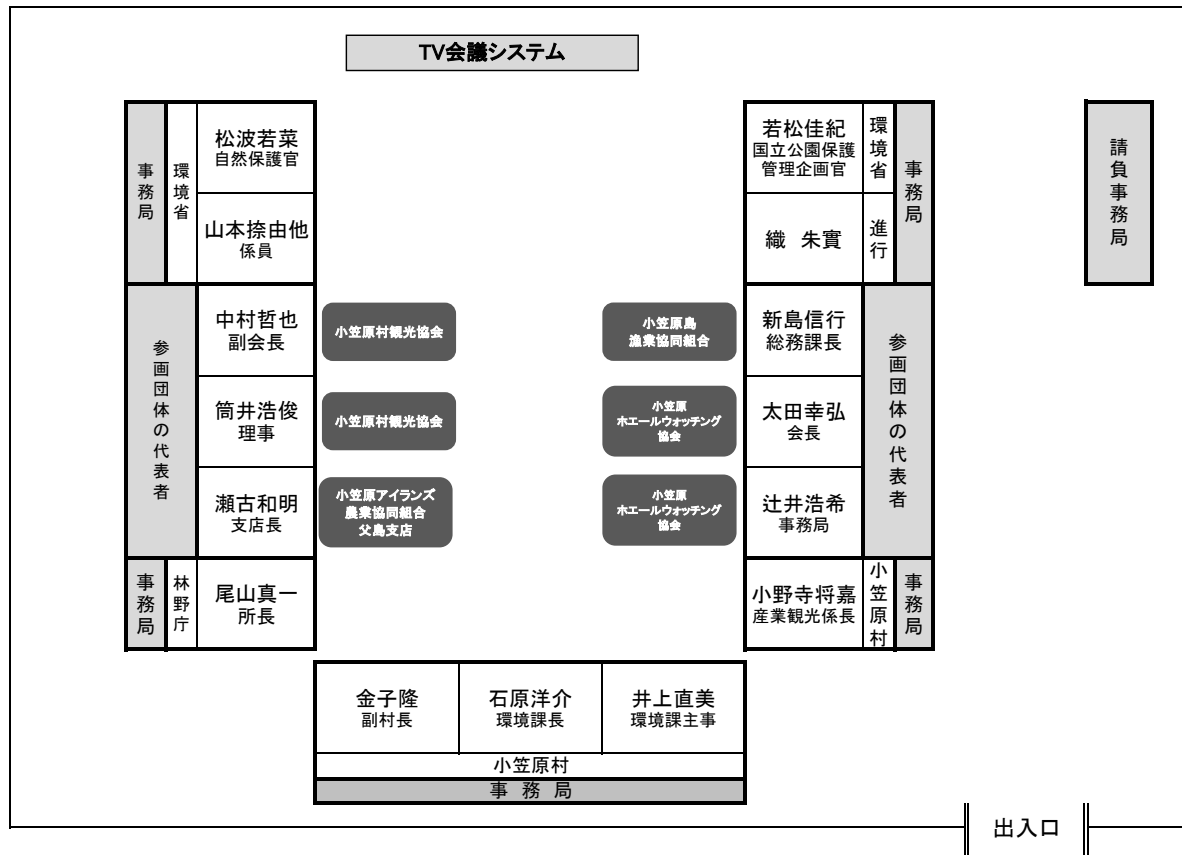 TV会議システム
事務局
環境省
松波若菜
自然保護官
山本捺由他
係員
参画団体の代表者
中村哲也
副会長
小笠原村観光協会
筒井浩俊
理事
小笠原村観光協会
瀬古和明
支店長
小笠原アイランズ
農業協同組合
父島支店
事務局
林野庁
尾山真一
所長
若松佳紀
国立公園保護
管理企画官
環境省
事務局
織 朱實
進行
小笠原島
漁業協同組合
新島信行
総務課長
参画団体の代表者
小笠原
ホエールウォッチング
協会
太田幸弘
会長
小笠原
ホエールウォッチング
協会
辻井浩希
事務局
小野寺将嘉
産業観光係長
小笠原村
事務局
請負事務局
金子隆
副村長
石原洋介
環境課長
井上直美
環境課主事
小笠原村
事 務 局
出入口